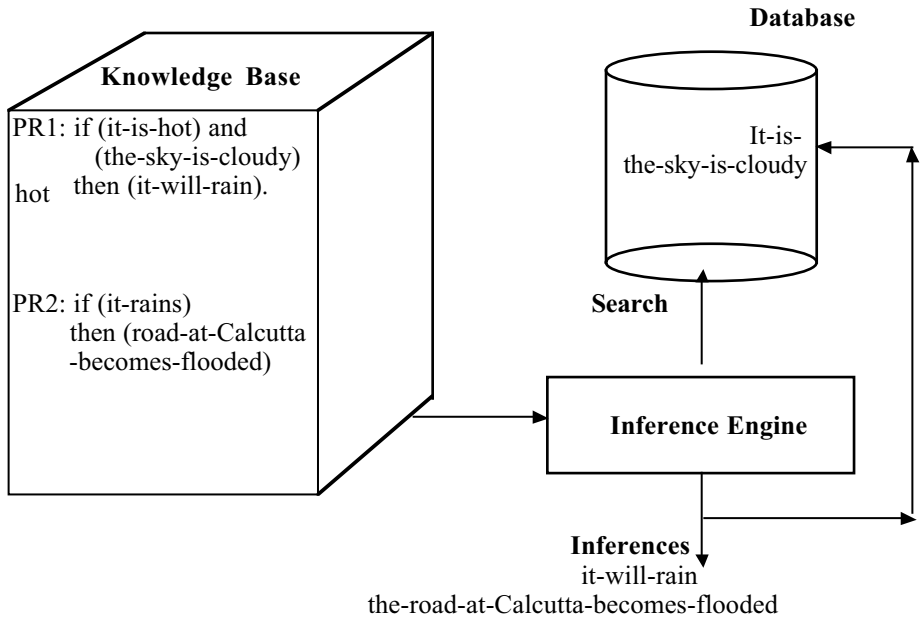 Database
Knowledge Base
PR1: if (it-is-hot) and
(the-sky-is-cloudy)
hot then (it-will-rain).
It-is-
the-sky-is-cloudy
PR2: if (it-rains)
then (road-at-Calcutta
-becomes-flooded)
Search
Inference Engine
Inferences
it-will-rain
the-road-at-Calcutta-becomes-flooded